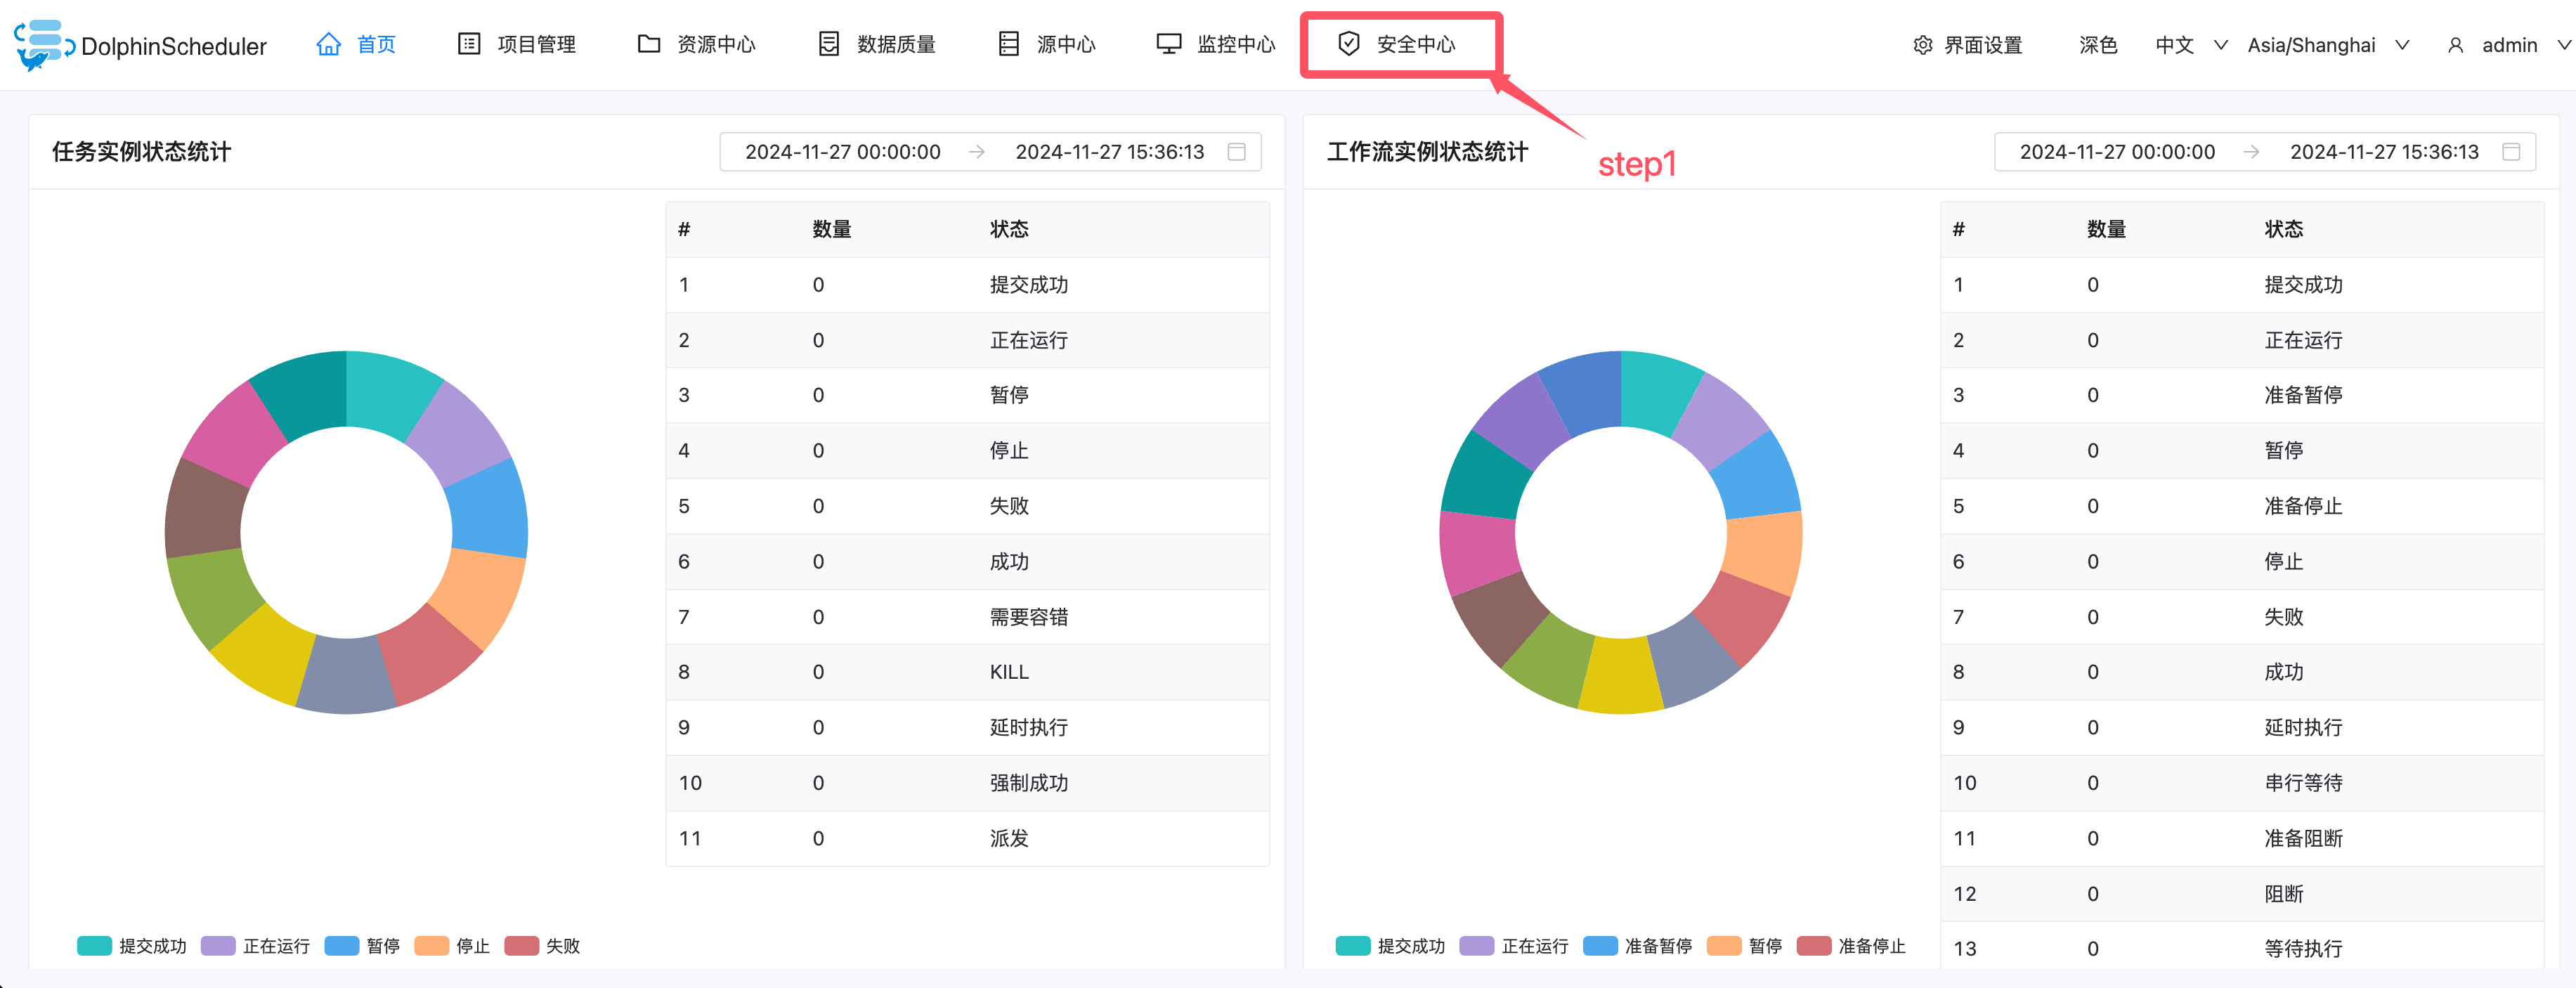 DolphinScheduler 首页 项目管理 资源中心 数据质量 源中心 监控中心 安全中心 界面设置 深色 中文 Asia/Shanghai admin
step1
任务实例状态统计 2024-11-27 00:00:00 → 2024-11-27 15:36:13
# 数量 状态
1 0 提交成功
2 0 正在运行
3 0 暂停
4 0 停止
5 0 失败
6 0 成功
7 0 需要容错
8 0 KILL
9 0 延时执行
10 0 强制成功
11 0 派发
提交成功 正在运行 暂停 停止 失败
工作流实例状态统计 2024-11-27 00:00:00 → 2024-11-27 15:36:13
# 数量 状态
1 0 提交成功
2 0 正在运行
3 0 准备暂停
4 0 暂停
5 0 准备停止
6 0 停止
7 0 失败
8 0 成功
9 0 延时执行
10 0 串行等待
11 0 准备阻断
12 0 阻断
13 0 等待执行
提交成功 正在运行 准备暂停 暂停 准备停止